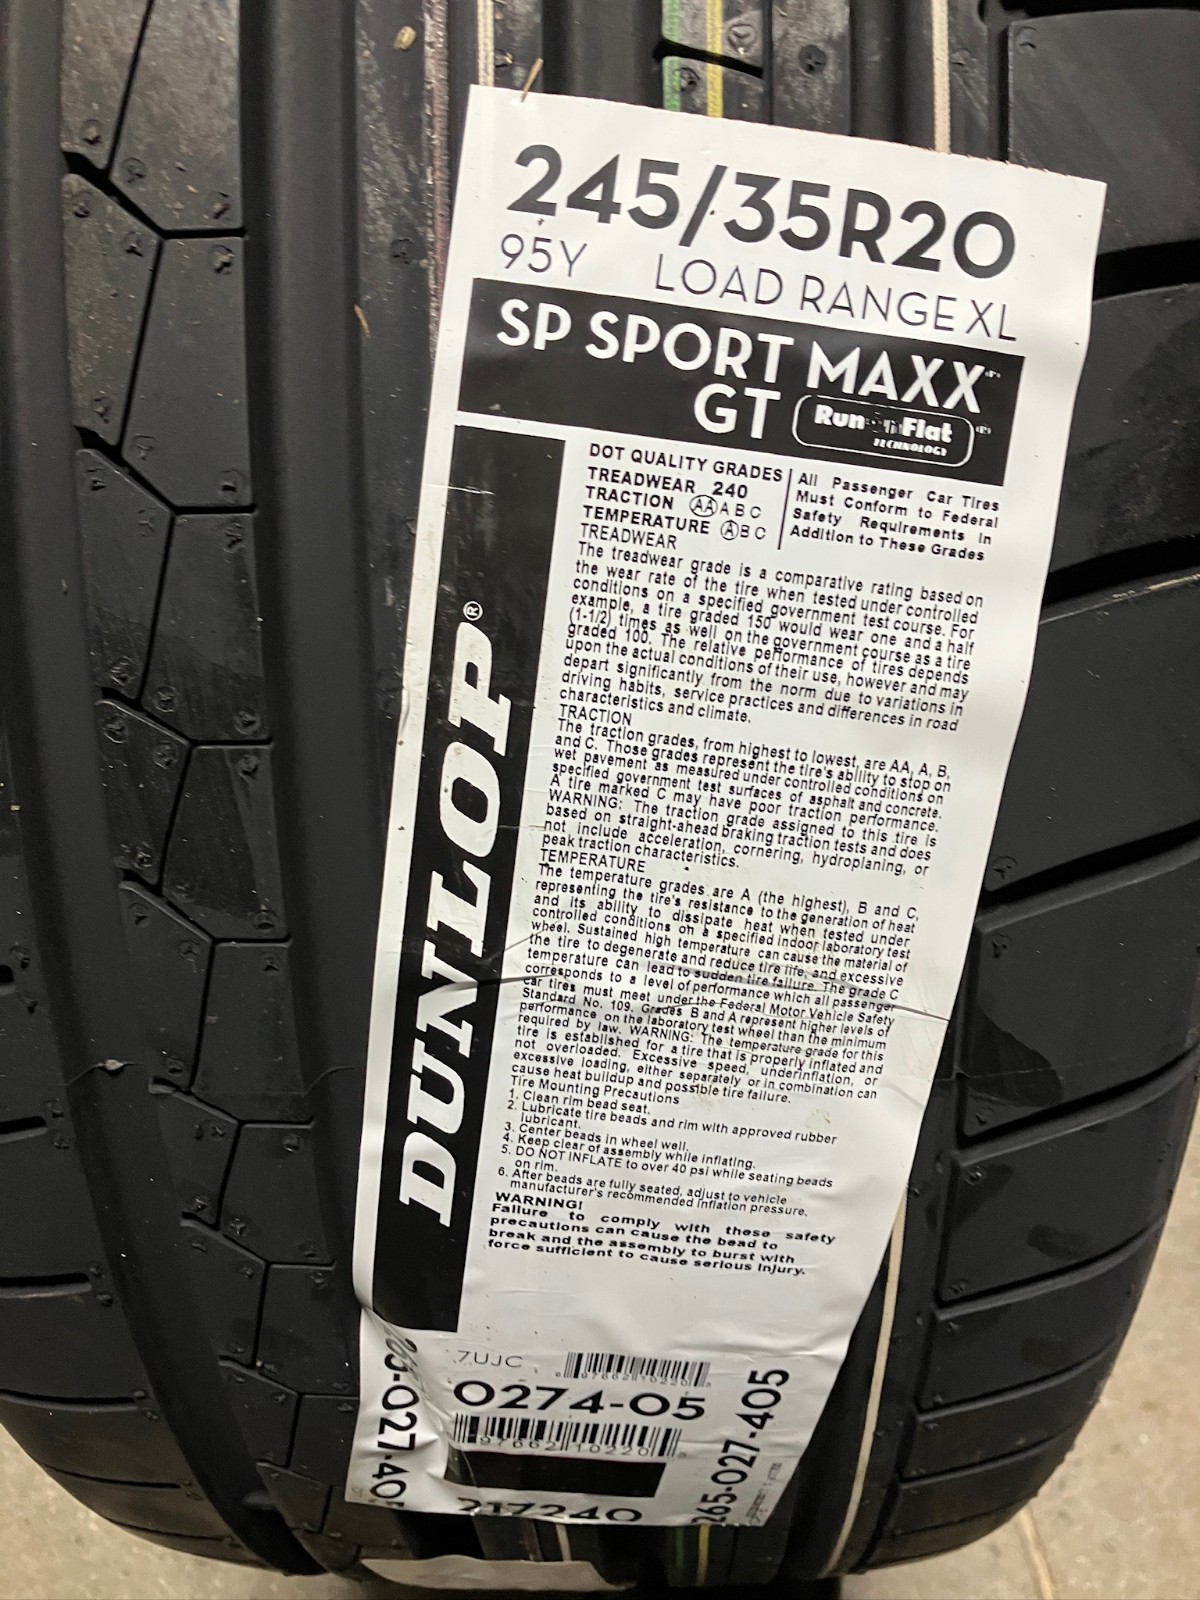 245/35R20
95Y LOAD RANGE XL
SP SPORT MAXX
GT Run Flat
TECHNOLOGY
DUNLOP®
DOT QUALITY GRADES
TREADWEAR 240
TRACTION AA A B C
TEMPERATURE A B C
All Passenger Car Tires
Must Conform to Federal
Safety Requirements In
Addition to These Grades
TREADWEAR
The treadwear grade is a comparative rating based on
the wear rate of the tire when tested under controlled
conditions on a specified government test course. For
example, a tire graded 150 would wear one and a half
(1-1/2) times as well on the government course as a tire
graded 100. The relative performance of tires depends
upon the actual conditions of their use, however and may
depart significantly from the norm due to variations in
driving habits, service practices and differences in road
characteristics and climate.
TRACTION
The traction grades, from highest to lowest, are AA, A, B,
and C. Those grades represent the tire's ability to stop on
wet pavement as measured under controlled conditions on
specified government test surfaces of asphalt and concrete.
A tire marked C may have poor traction performance.
WARNING: The traction grade assigned to this tire is
based on straight-ahead braking traction tests and does
not include acceleration, cornering, hydroplaning, or
peak traction characteristics.
TEMPERATURE
The temperature grades are A (the highest), B and C,
representing the tire's resistance to the generation of heat
and its ability to dissipate heat when tested under
controlled conditions on a specified indoor laboratory test
wheel. Sustained high temperature can cause the material of
the tire to degenerate and reduce tire life, and excessive
temperature can lead to sudden tire failure. The grade C
corresponds to a level of performance which all passenger
car tires must meet under the Federal Motor Vehicle Safety
Standard No. 109. Grades B and A represent higher levels of
performance on the laboratory test wheel than the minimum
required by law. WARNING: The temperature grade for this
tire is established for a tire that is properly inflated and
not overloaded. Excessive speed, underinflation, or
excessive loading, either separately or in combination can
cause heat buildup and possible tire failure.
Tire Mounting Precautions
1. Clean rim bead seat.
2. Lubricate tire beads and rim with approved rubber
lubricant.
3. Center beads in wheel well.
4. Keep clear of assembly while inflating.
5. DO NOT INFLATE to over 40 psi while seating beads
on rim.
6. After beads are fully seated, adjust to vehicle
manufacturer's recommended inflation pressure.
WARNING!
Failure to comply with these safety
precautions can cause the bead to
break and the assembly to burst with
force sufficient to cause serious injury.
7UJC
0274-05
97662 10220 5
217240
265-027-405